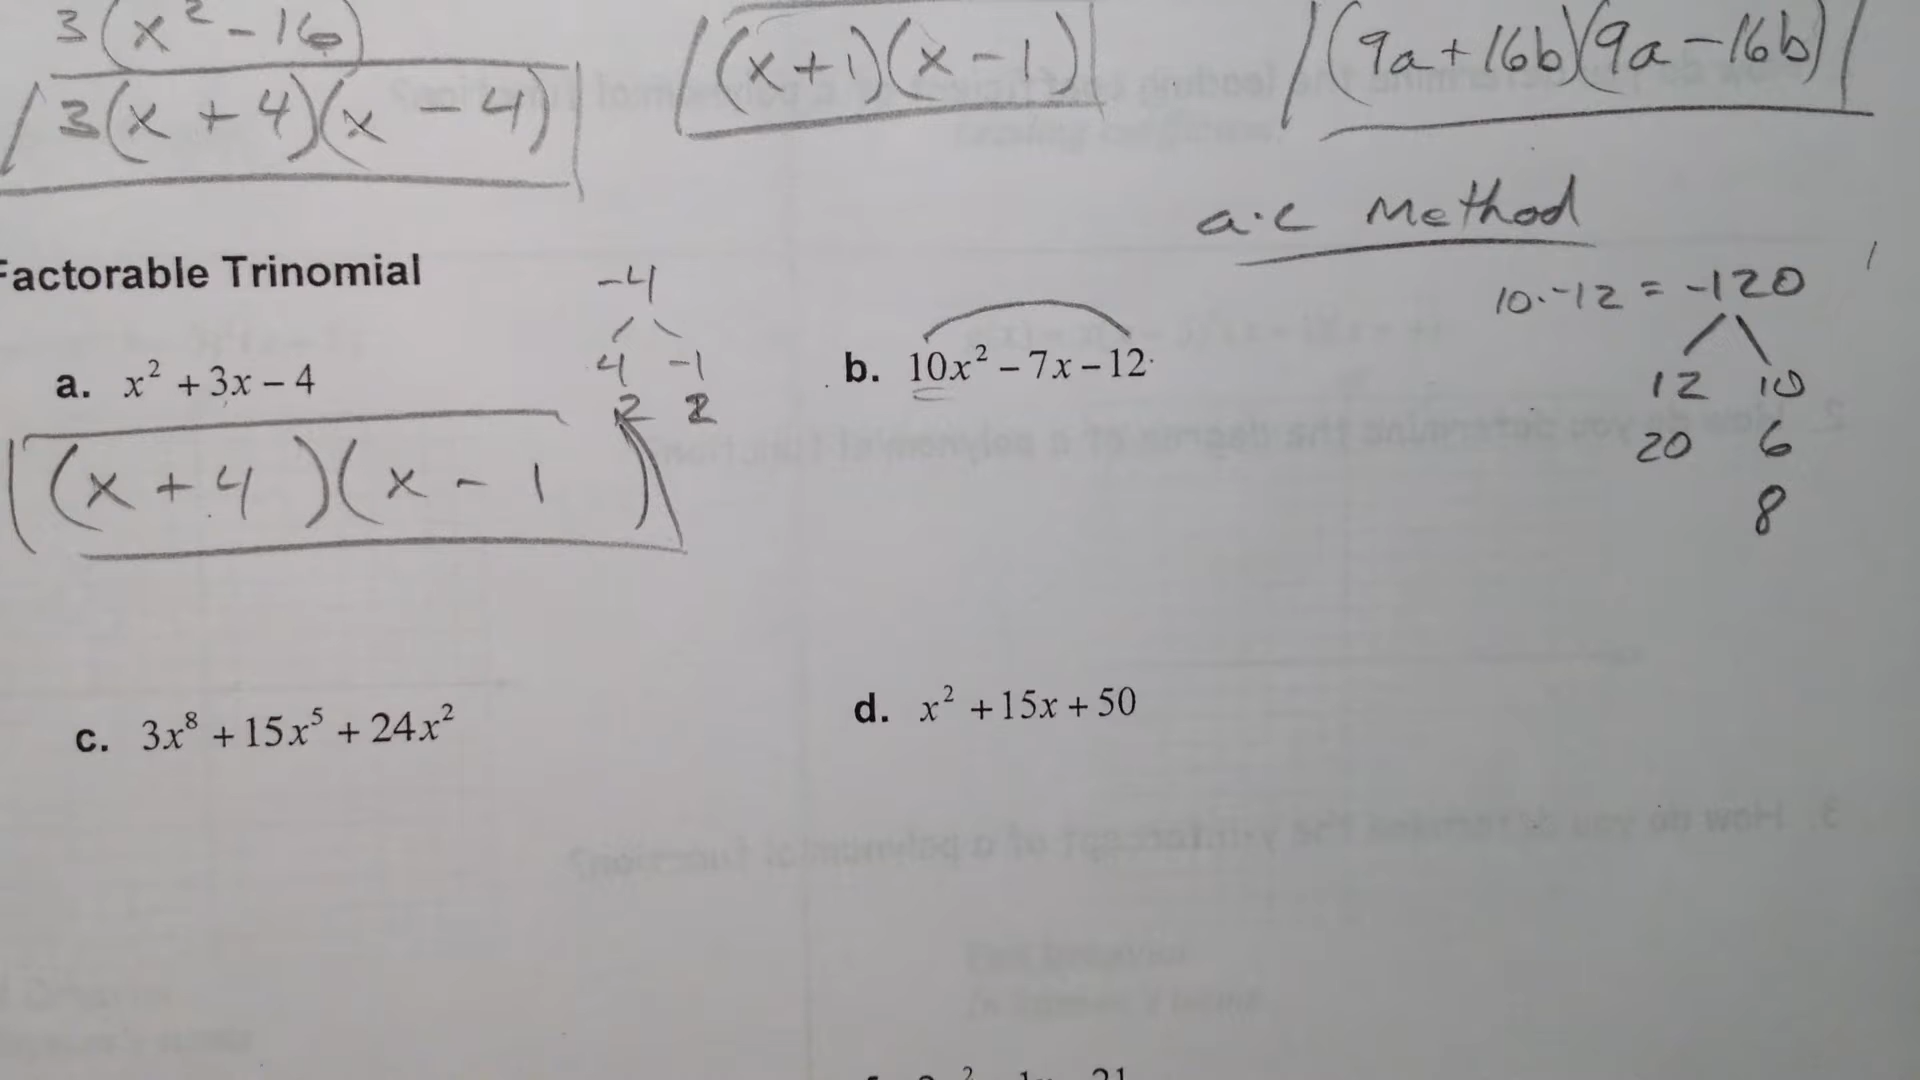 3(x² - 16)
3(x + 4)(x - 4)
(x+1)(x - 1)
(9a+16b)(9a-16b)
a·c Method
Factorable Trinomial
-4
4 -1
2 2
10·-12 = -120
12 10
20 6
8
a. x² + 3x – 4
b. 10x² – 7x – 12
(x + 4)(x - 1)
c. 3x⁸ + 15x⁵ + 24x²
d. x² + 15x + 50